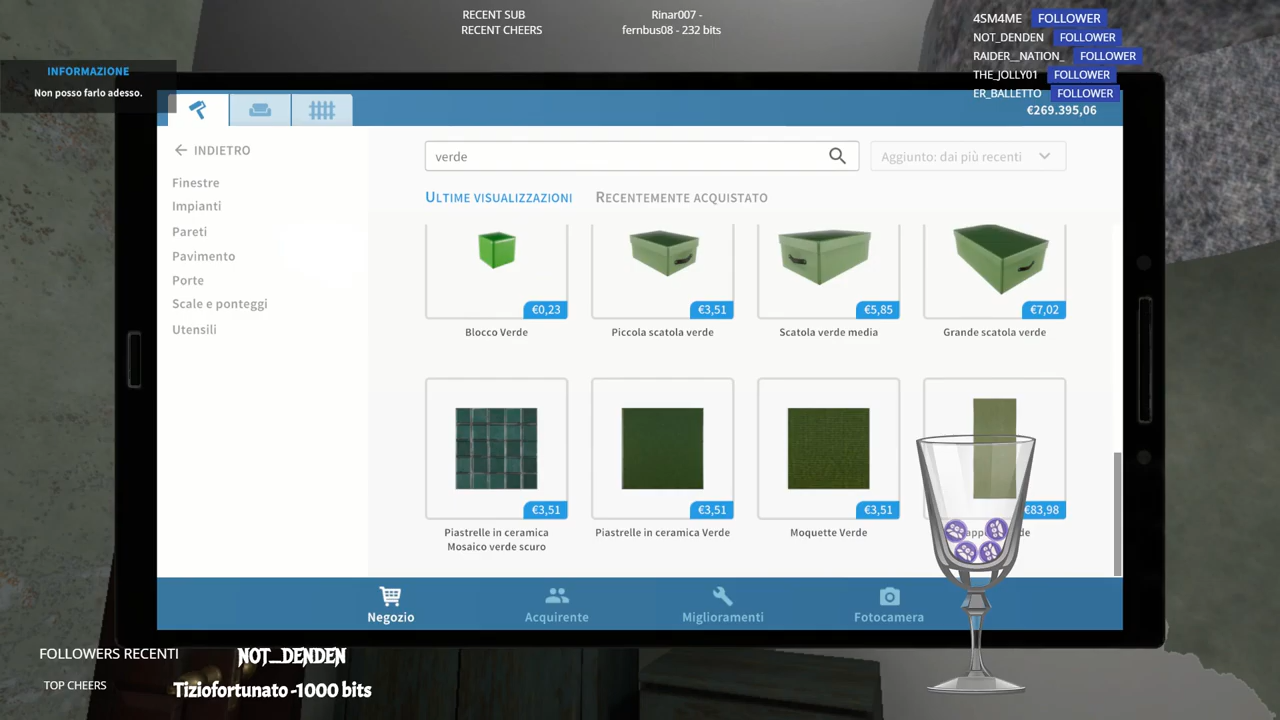 RECENT SUB
RECENT CHEERS
Rinar007 -
fernbus08 - 232 bits
4SM4ME FOLLOWER
NOT_DENDEN FOLLOWER
RAIDER__NATION_ FOLLOWER
THE_JOLLY01 FOLLOWER
ER_BALLETTO FOLLOWER
INFORMAZIONE
Non posso farlo adesso.
€269.395,06
INDIETRO
Finestre
Impianti
Pareti
Pavimento
Porte
Scale e ponteggi
Utensili
verde
Aggiunto: dai più recenti
ULTIME VISUALIZZAZIONI
RECENTEMENTE ACQUISTATO
€0,23
€3,51
€5,85
€7,02
Blocco Verde
Piccola scatola verde
Scatola verde media
Grande scatola verde
€3,51
€3,51
€3,51
€83,98
Piastrelle in ceramica
Mosaico verde scuro
Piastrelle in ceramica Verde
Moquette Verde
Negozio
Acquirente
Miglioramenti
Fotocamera
FOLLOWERS RECENTI
NOT_DENDEN
TOP CHEERS
Tiziofortunato -1000 bits